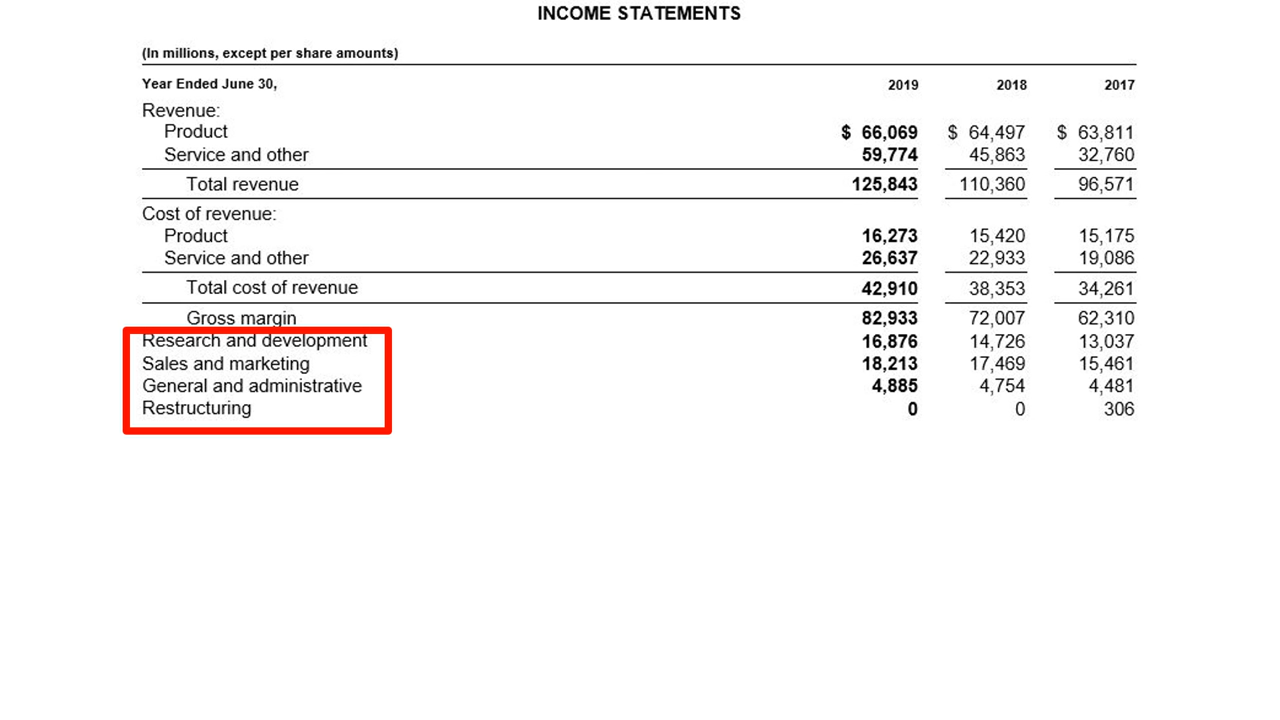 INCOME STATEMENTS
(In millions, except per share amounts)
Year Ended June 30, 2019 2018 2017
Revenue:
Product $ 66,069 $ 64,497 $ 63,811
Service and other 59,774 45,863 32,760
Total revenue 125,843 110,360 96,571
Cost of revenue:
Product 16,273 15,420 15,175
Service and other 26,637 22,933 19,086
Total cost of revenue 42,910 38,353 34,261
Gross margin 82,933 72,007 62,310
Research and development 16,876 14,726 13,037
Sales and marketing 18,213 17,469 15,461
General and administrative 4,885 4,754 4,481
Restructuring 0 0 306